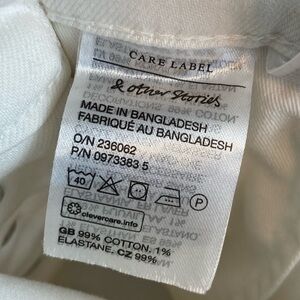 CARE LABEL
& other Stories
MADE IN BANGLADESH
FABRIQUÉ AU BANGLADESH
O/N 236062
P/N 0973383 5
40 P
clevercare.info
GB 99% COTTON. 1%
ELASTANE. CZ 99%